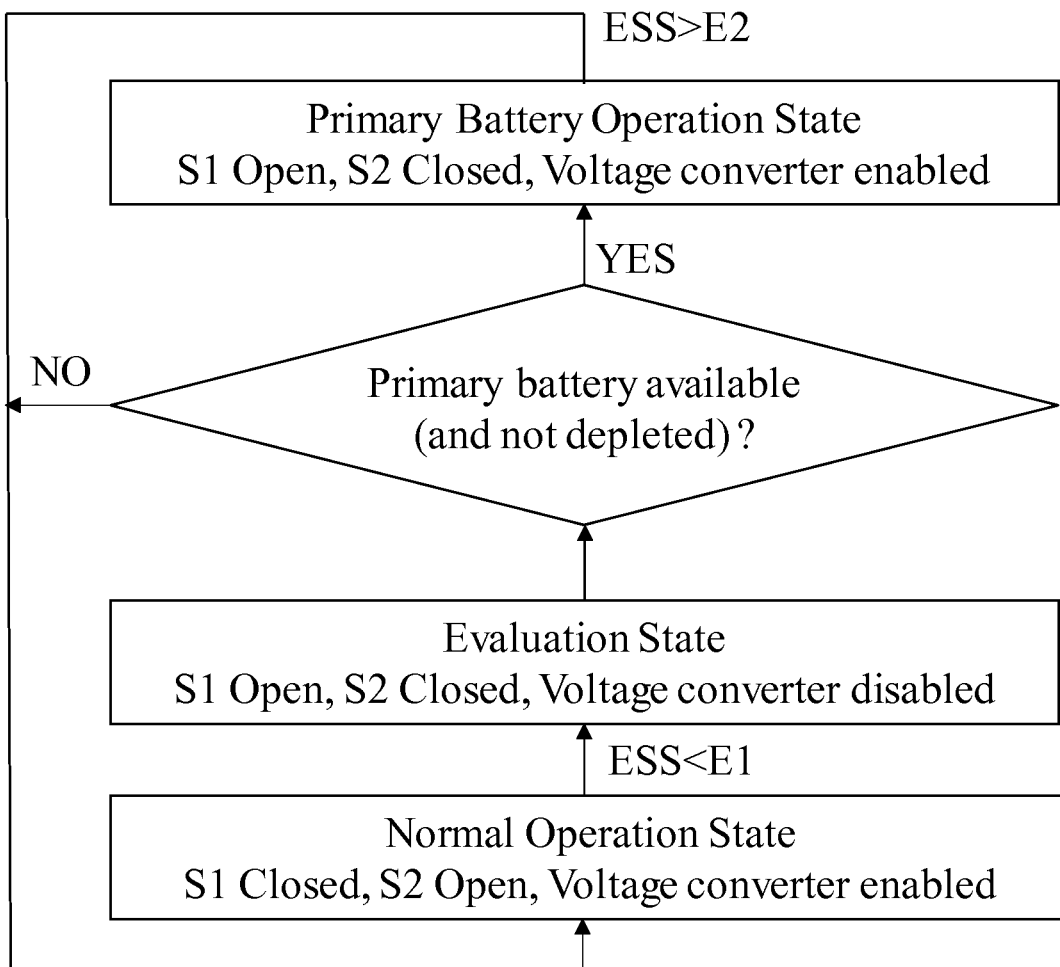 ESS>E2
Primary Battery Operation State
S1 Open, S2 Closed, Voltage converter enabled
YES
NO
Primary battery available
(and not depleted) ?
Evaluation State
S1 Open, S2 Closed, Voltage converter disabled
ESS<E1
Normal Operation State
S1 Closed, S2 Open, Voltage converter enabled